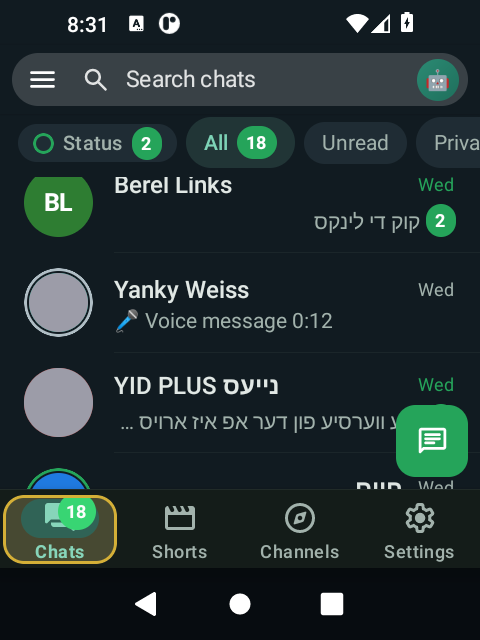 8:31
Search chats
Status 2
All 18
Unread
Priva
BL
Berel Links
Wed
קוק די לינקס
2
Yanky Weiss
Wed
🎤 Voice message 0:12
YID PLUS נייעס
Wed
ווערסיע פון דער אפ איז ארויס ...
Wed
18
Chats
Shorts
Channels
Settings